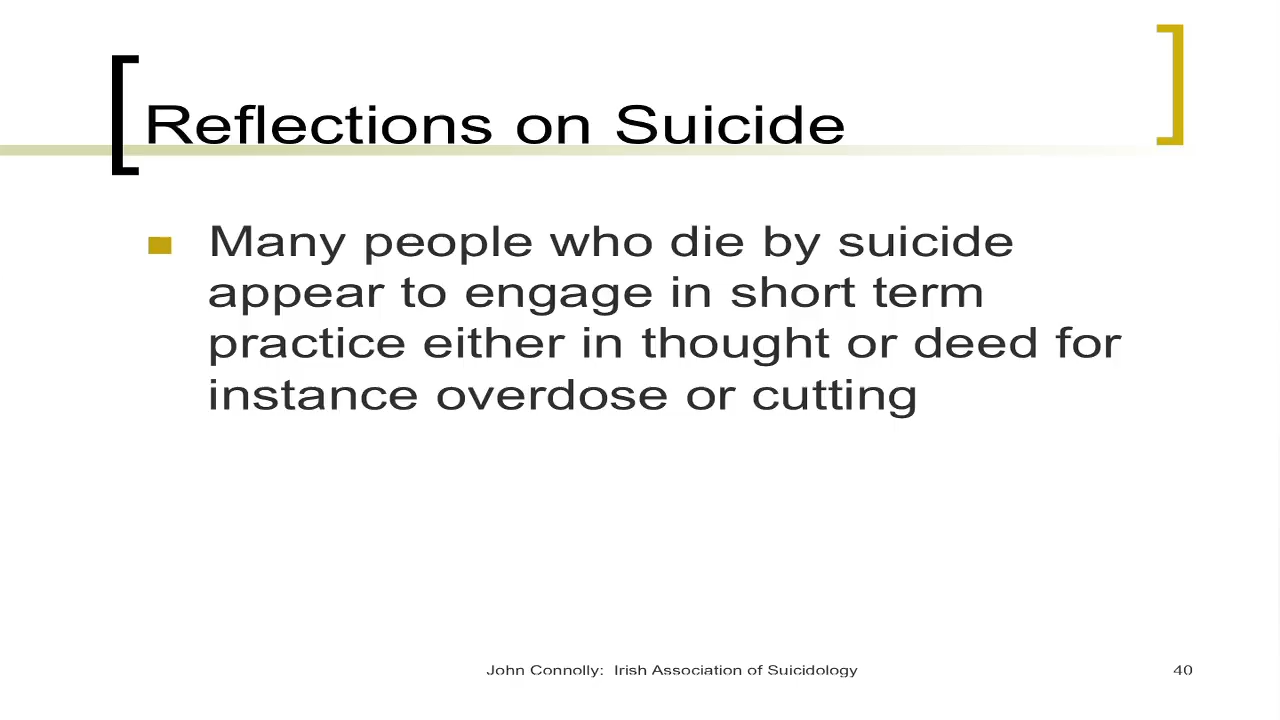 Reflections on Suicide
Many people who die by suicide
appear to engage in short term
practice either in thought or deed for
instance overdose or cutting
John Connolly: Irish Association of Suicidology
40